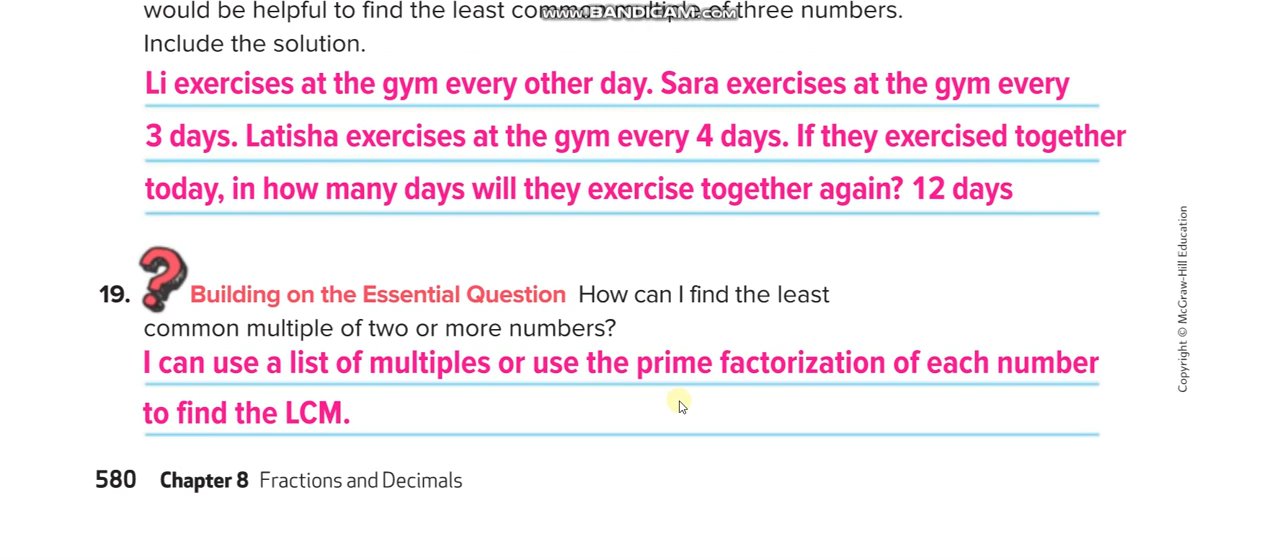 would be helpful to find the least common multiple of three numbers.
www.BANDICAM.com
Include the solution.
Li exercises at the gym every other day. Sara exercises at the gym every
3 days. Latisha exercises at the gym every 4 days. If they exercised together
today, in how many days will they exercise together again? 12 days
19. ? Building on the Essential Question How can I find the least
common multiple of two or more numbers?
I can use a list of multiples or use the prime factorization of each number
to find the LCM.
580 Chapter 8 Fractions and Decimals
Copyright © McGraw-Hill Education